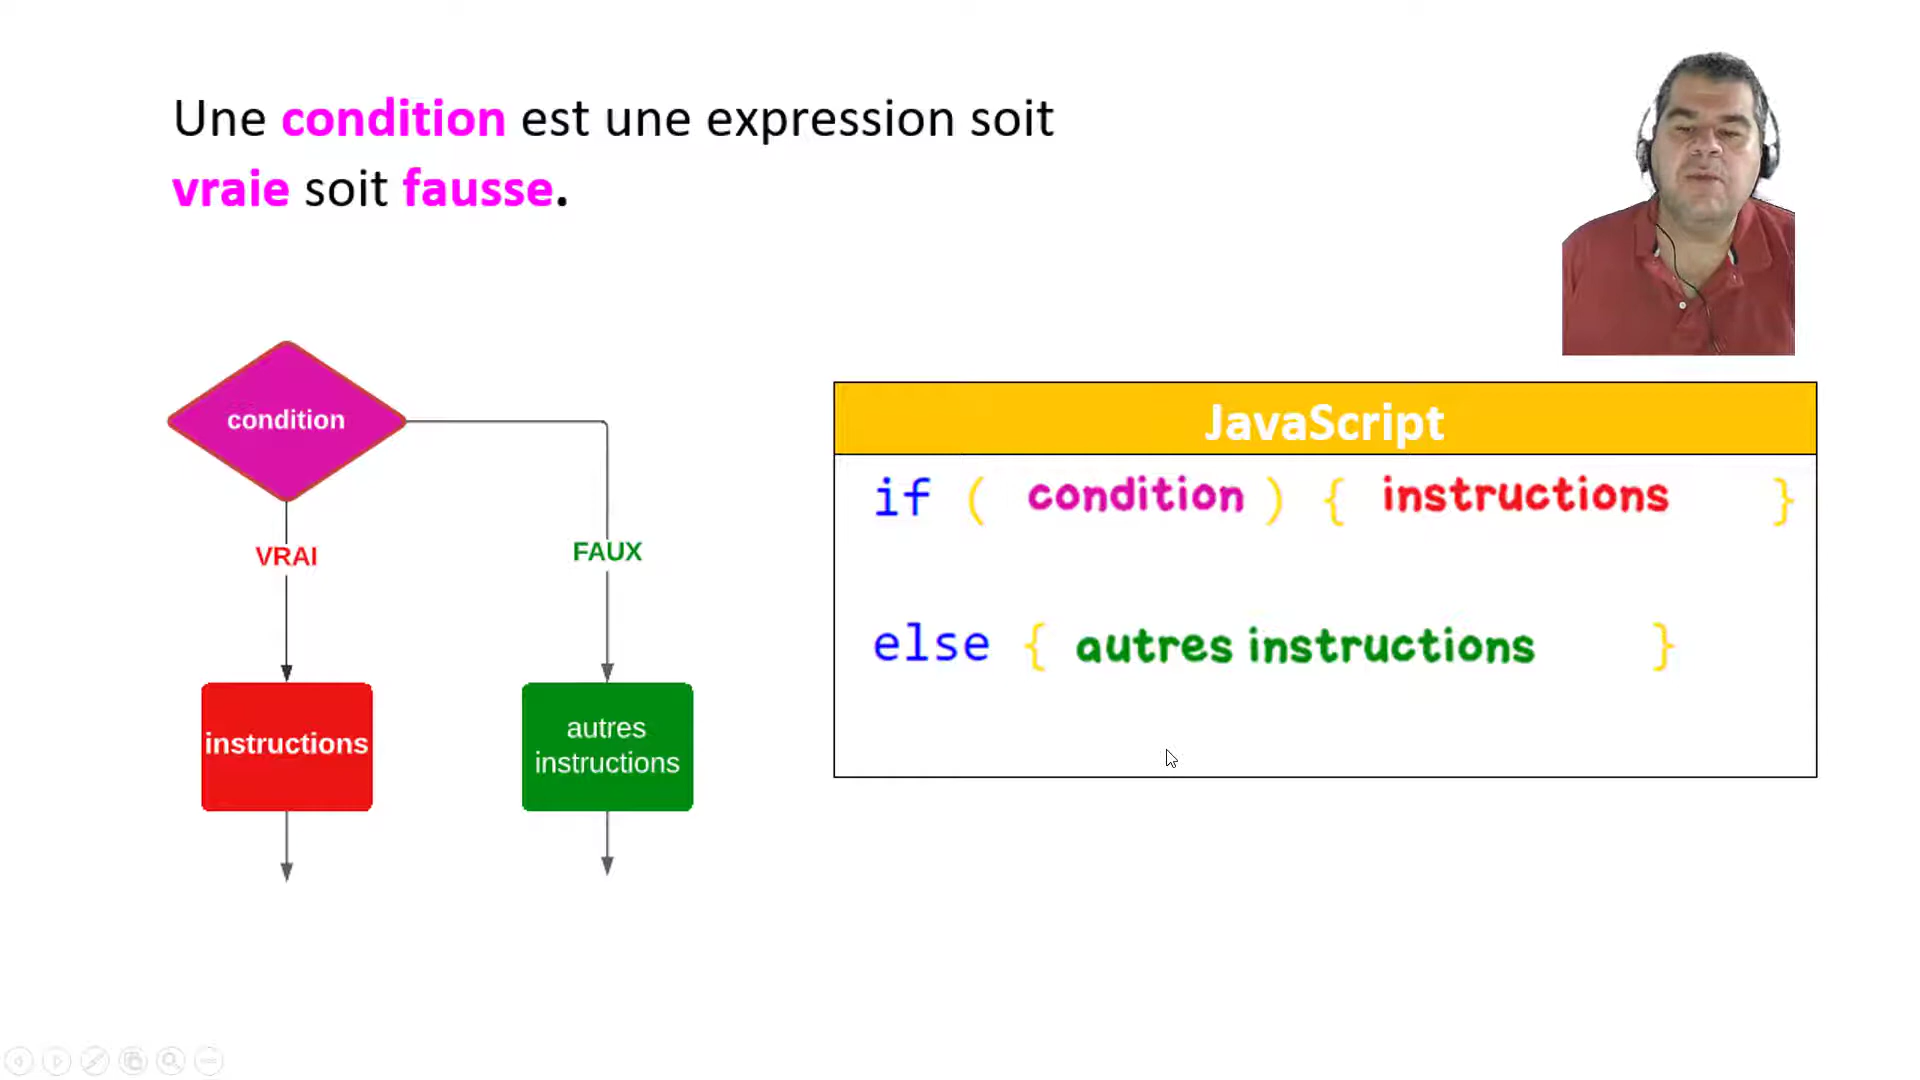 Une condition est une expression soit
vraie soit fausse.
condition
VRAI
FAUX
instructions
autres
instructions
JavaScript
if ( condition ) { instructions }
else { autres instructions }